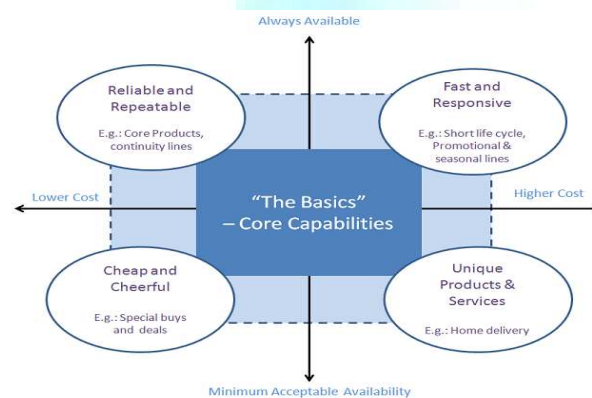 Always Available
Reliable and
Repeatable
E.g.: Core Products,
continuity lines
Fast and
Responsive
E.g.: Short life cycle,
Promotional &
seasonal lines
Lower Cost
“The Basics”
– Core Capabilities
Higher Cost
Cheap and
Cheerful
E.g.: Special buys
and deals
Unique
Products &
Services
E.g.: Home delivery
Minimum Acceptable Availability